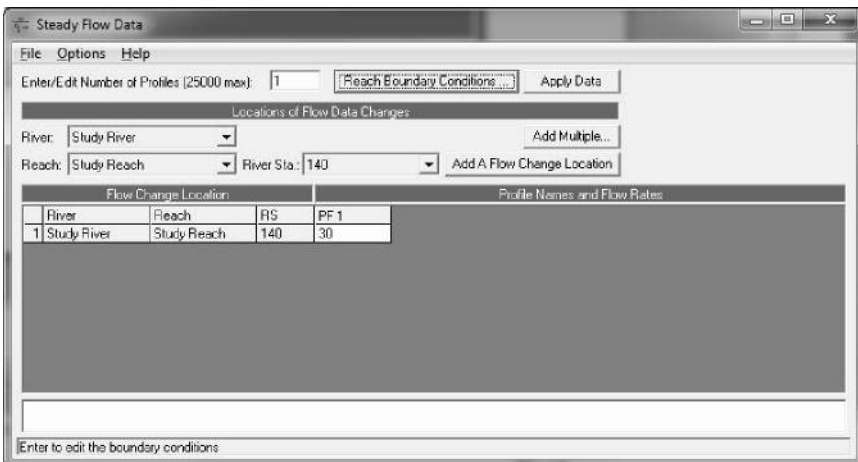 Steady Flow Data
File Options Help
Enter/Edit Number of Profiles (25000 max): 1 Reach Boundary Conditions ... Apply Data
Locations of Flow Data Changes
River: Study River Add Multiple...
Reach: Study Reach River Sta.: 140 Add A Flow Change Location
Flow Change Location Profile Names and Flow Rates
River Reach RS PF 1
1 Study River Study Reach 140 30
Enter to edit the boundary conditions